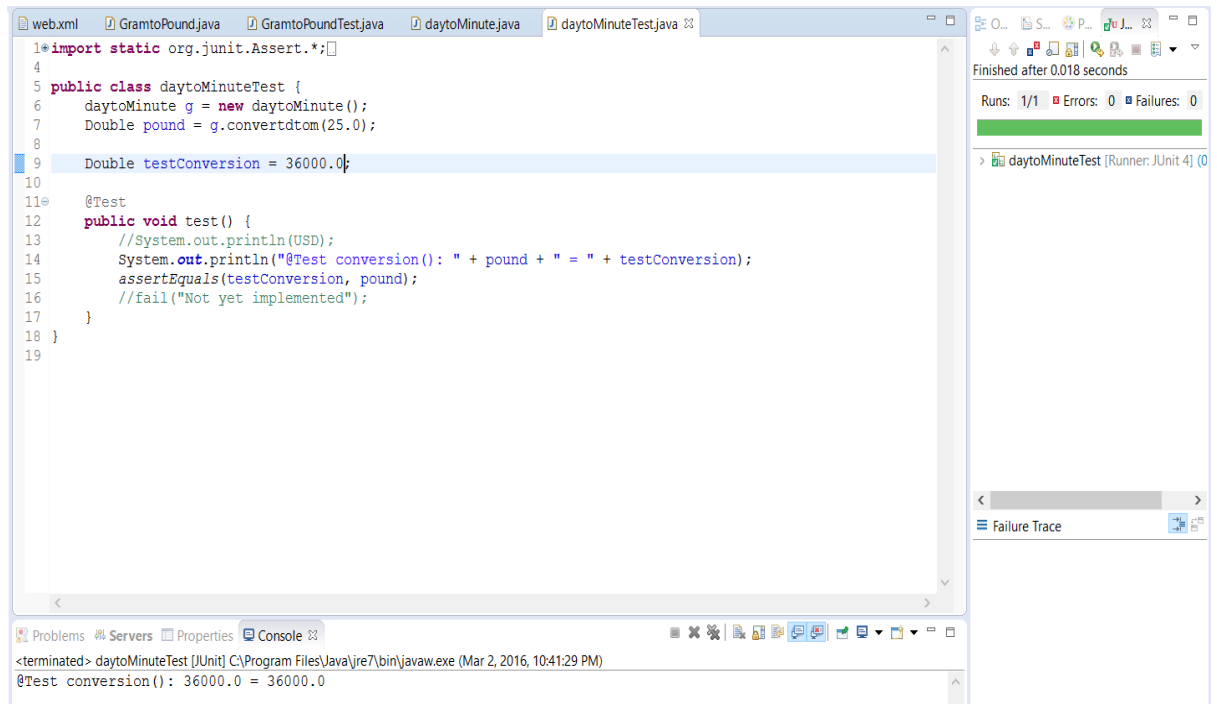 web.xml GramtoPound.java GramtoPoundTest.java daytoMinute.java daytoMinuteTest.java
1 import static org.junit.Assert.*;
4
5 public class daytoMinuteTest {
6 daytoMinute g = new daytoMinute();
7 Double pound = g.convertdtom(25.0);
8
9 Double testConversion = 36000.0;
10
11 @Test
12 public void test() {
13 //System.out.println(USD);
14 System.out.println("@Test conversion(): " + pound + " = " + testConversion);
15 assertEquals(testConversion, pound);
16 //fail("Not yet implemented");
17 }
18 }
19
O... S... P... J...
Finished after 0.018 seconds
Runs: 1/1 Errors: 0 Failures: 0
daytoMinuteTest [Runner: JUnit 4] (0
Failure Trace
Problems Servers Properties Console
<terminated> daytoMinuteTest [JUnit] C:\Program Files\Java\jre7\bin\javaw.exe (Mar 2, 2016, 10:41:29 PM)
@Test conversion(): 36000.0 = 36000.0